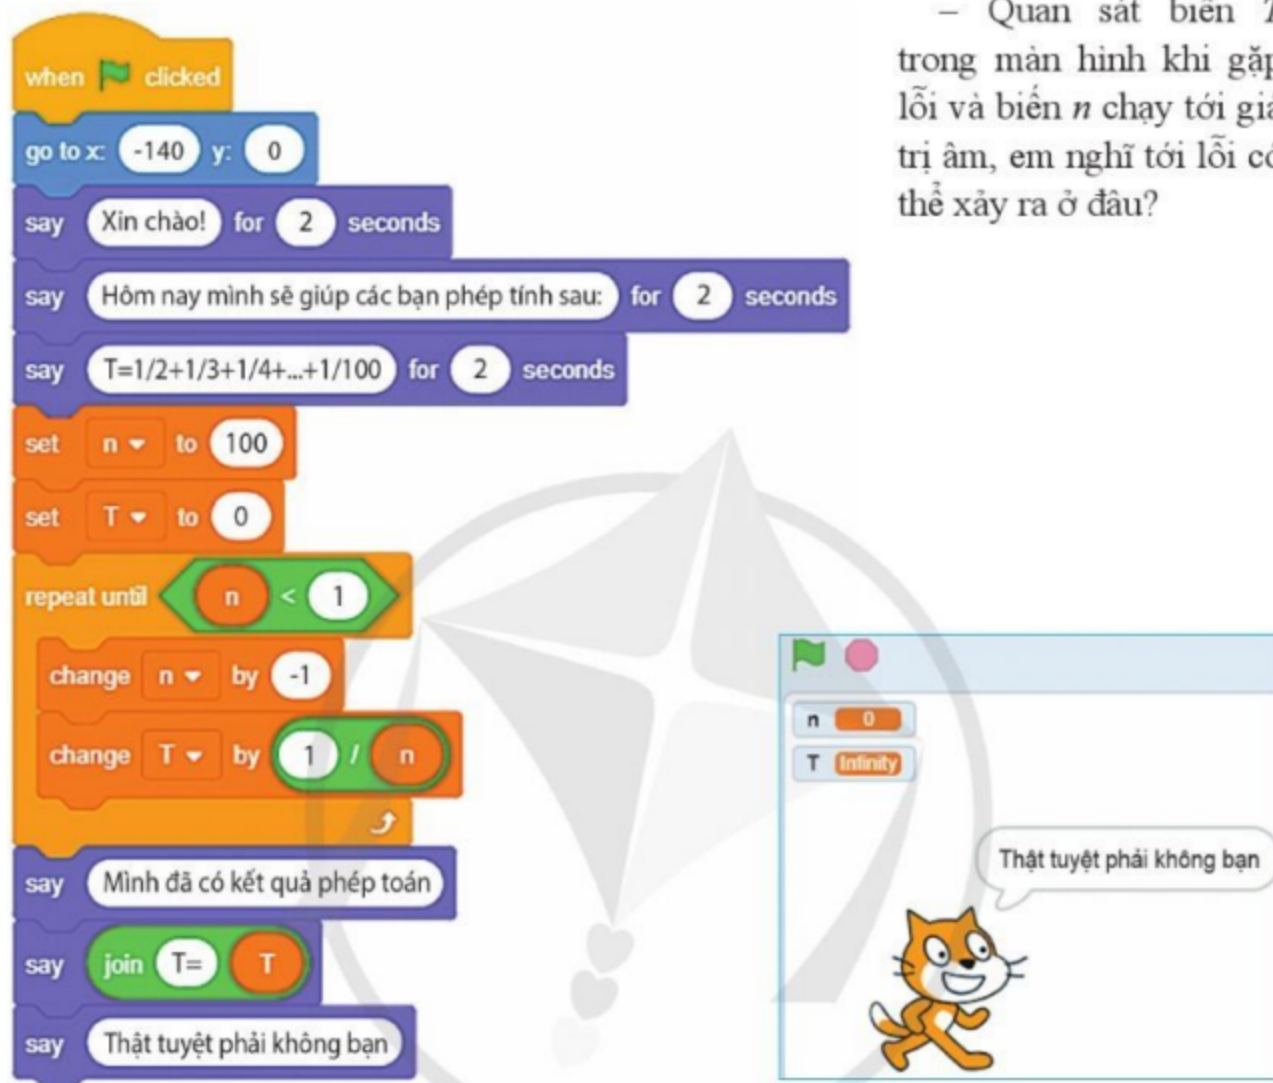 when clicked
go to x: -140 y: 0
say Xin chào! for 2 seconds
say Hôm nay mình sẽ giúp các bạn phép tính sau: for 2 seconds
say T=1/2+1/3+1/4+...+1/100 for 2 seconds
set n to 100
set T to 0
repeat until n < 1
change n by -1
change T by 1 / n
say Mình đã có kết quả phép toán
say join T= T
say Thật tuyệt phải không bạn
– Quan sát biến T
trong màn hình khi gặp
lỗi và biến n chạy tới giá
trị âm, em nghĩ tới lỗi có
thể xảy ra ở đâu?
n 0
T Infinity
Thật tuyệt phải không bạn